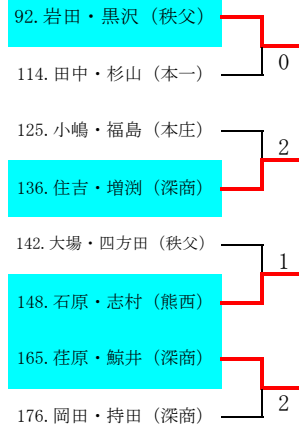 92. 岩田・黒沢（秩父）
0
114. 田中・杉山（本一）
125. 小嶋・福島（本庄）
2
136. 住吉・増渕（深商）
142. 大場・四方田（秩父）
1
148. 石原・志村（熊西）
165. 荏原・鯨井（深商）
2
176. 岡田・持田（深商）